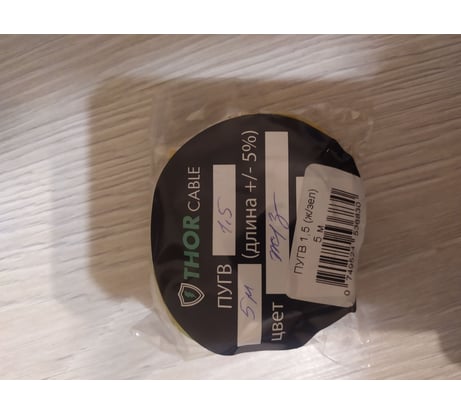 THOR CABLE
ПУГВ 1,5
5м (длина +/- 5%)
цвет ж/з
ПУГВ 1,5 (ж/зел)
5 М